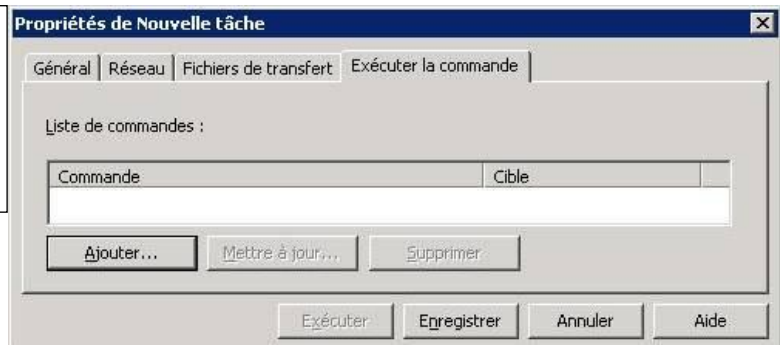 Propriétés de Nouvelle tâche
Général Réseau Fichiers de transfert Exécuter la commande
Liste de commandes :
Commande Cible
Ajouter... Mettre à jour... Supprimer
Exécuter Enregistrer Annuler Aide